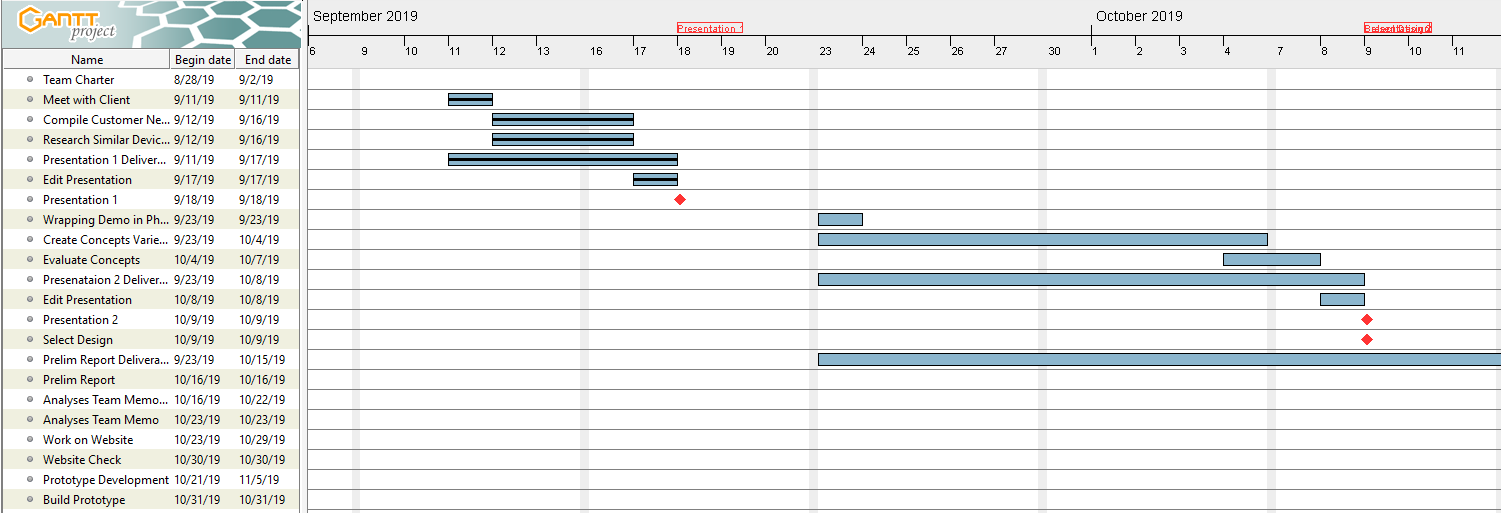 GANTT
project
September 2019
October 2019
Presentation 1
6 9 10 11 12 13 16 17 18 19 20 23 24 25 26 27 30 1 2 3 4 7 8 9 10 11
Name Begin date End date
Team Charter 8/28/19 9/2/19
Meet with Client 9/11/19 9/11/19
Compile Customer Ne... 9/12/19 9/16/19
Research Similar Devic... 9/12/19 9/16/19
Presentation 1 Deliver... 9/11/19 9/17/19
Edit Presentation 9/17/19 9/17/19
Presentation 1 9/18/19 9/18/19
Wrapping Demo in Ph... 9/23/19 9/23/19
Create Concepts Varie... 9/23/19 10/4/19
Evaluate Concepts 10/4/19 10/7/19
Presenataion 2 Deliver... 9/23/19 10/8/19
Edit Presentation 10/8/19 10/8/19
Presentation 2 10/9/19 10/9/19
Select Design 10/9/19 10/9/19
Prelim Report Delivera... 9/23/19 10/15/19
Prelim Report 10/16/19 10/16/19
Analyses Team Memo... 10/16/19 10/22/19
Analyses Team Memo 10/23/19 10/23/19
Work on Website 10/23/19 10/29/19
Website Check 10/30/19 10/30/19
Prototype Development 10/21/19 11/5/19
Build Prototype 10/31/19 10/31/19